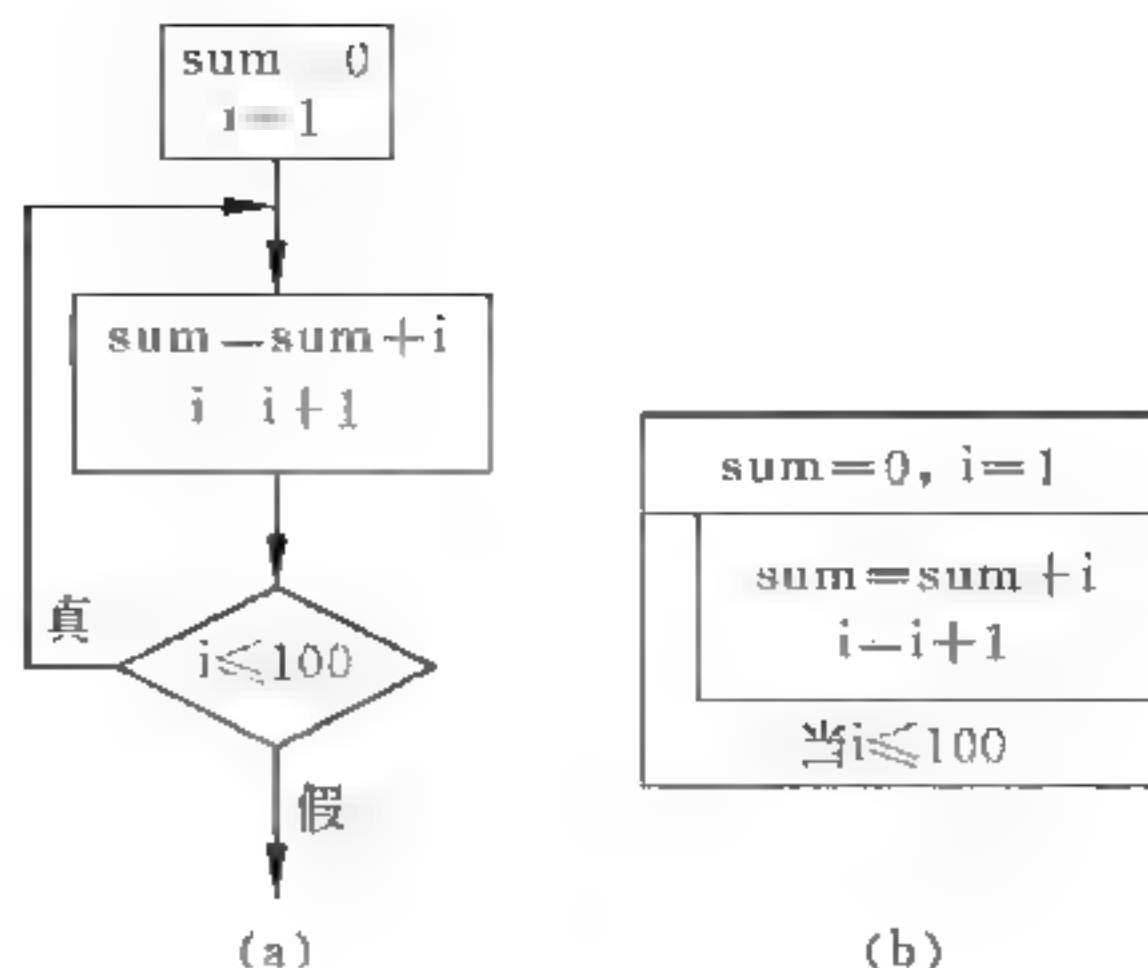 sum 0
i=1
sum=sum+i
i i+1
真
i≤100
假
(a)
sum=0, i=1
sum=sum+i
i=i+1
当i≤100
(b)